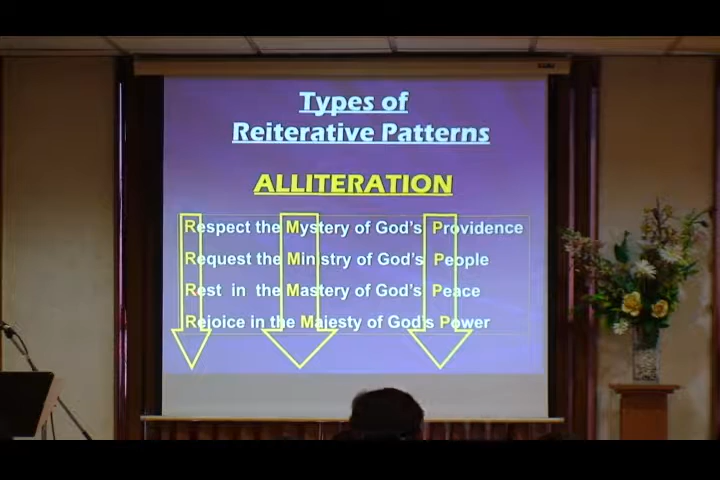 Types of
Reiterative Patterns
ALLITERATION
Respect the Mystery of God's Providence
Request the Ministry of God's People
Rest in the Mastery of God's Peace
Rejoice in the Majesty of God's Power